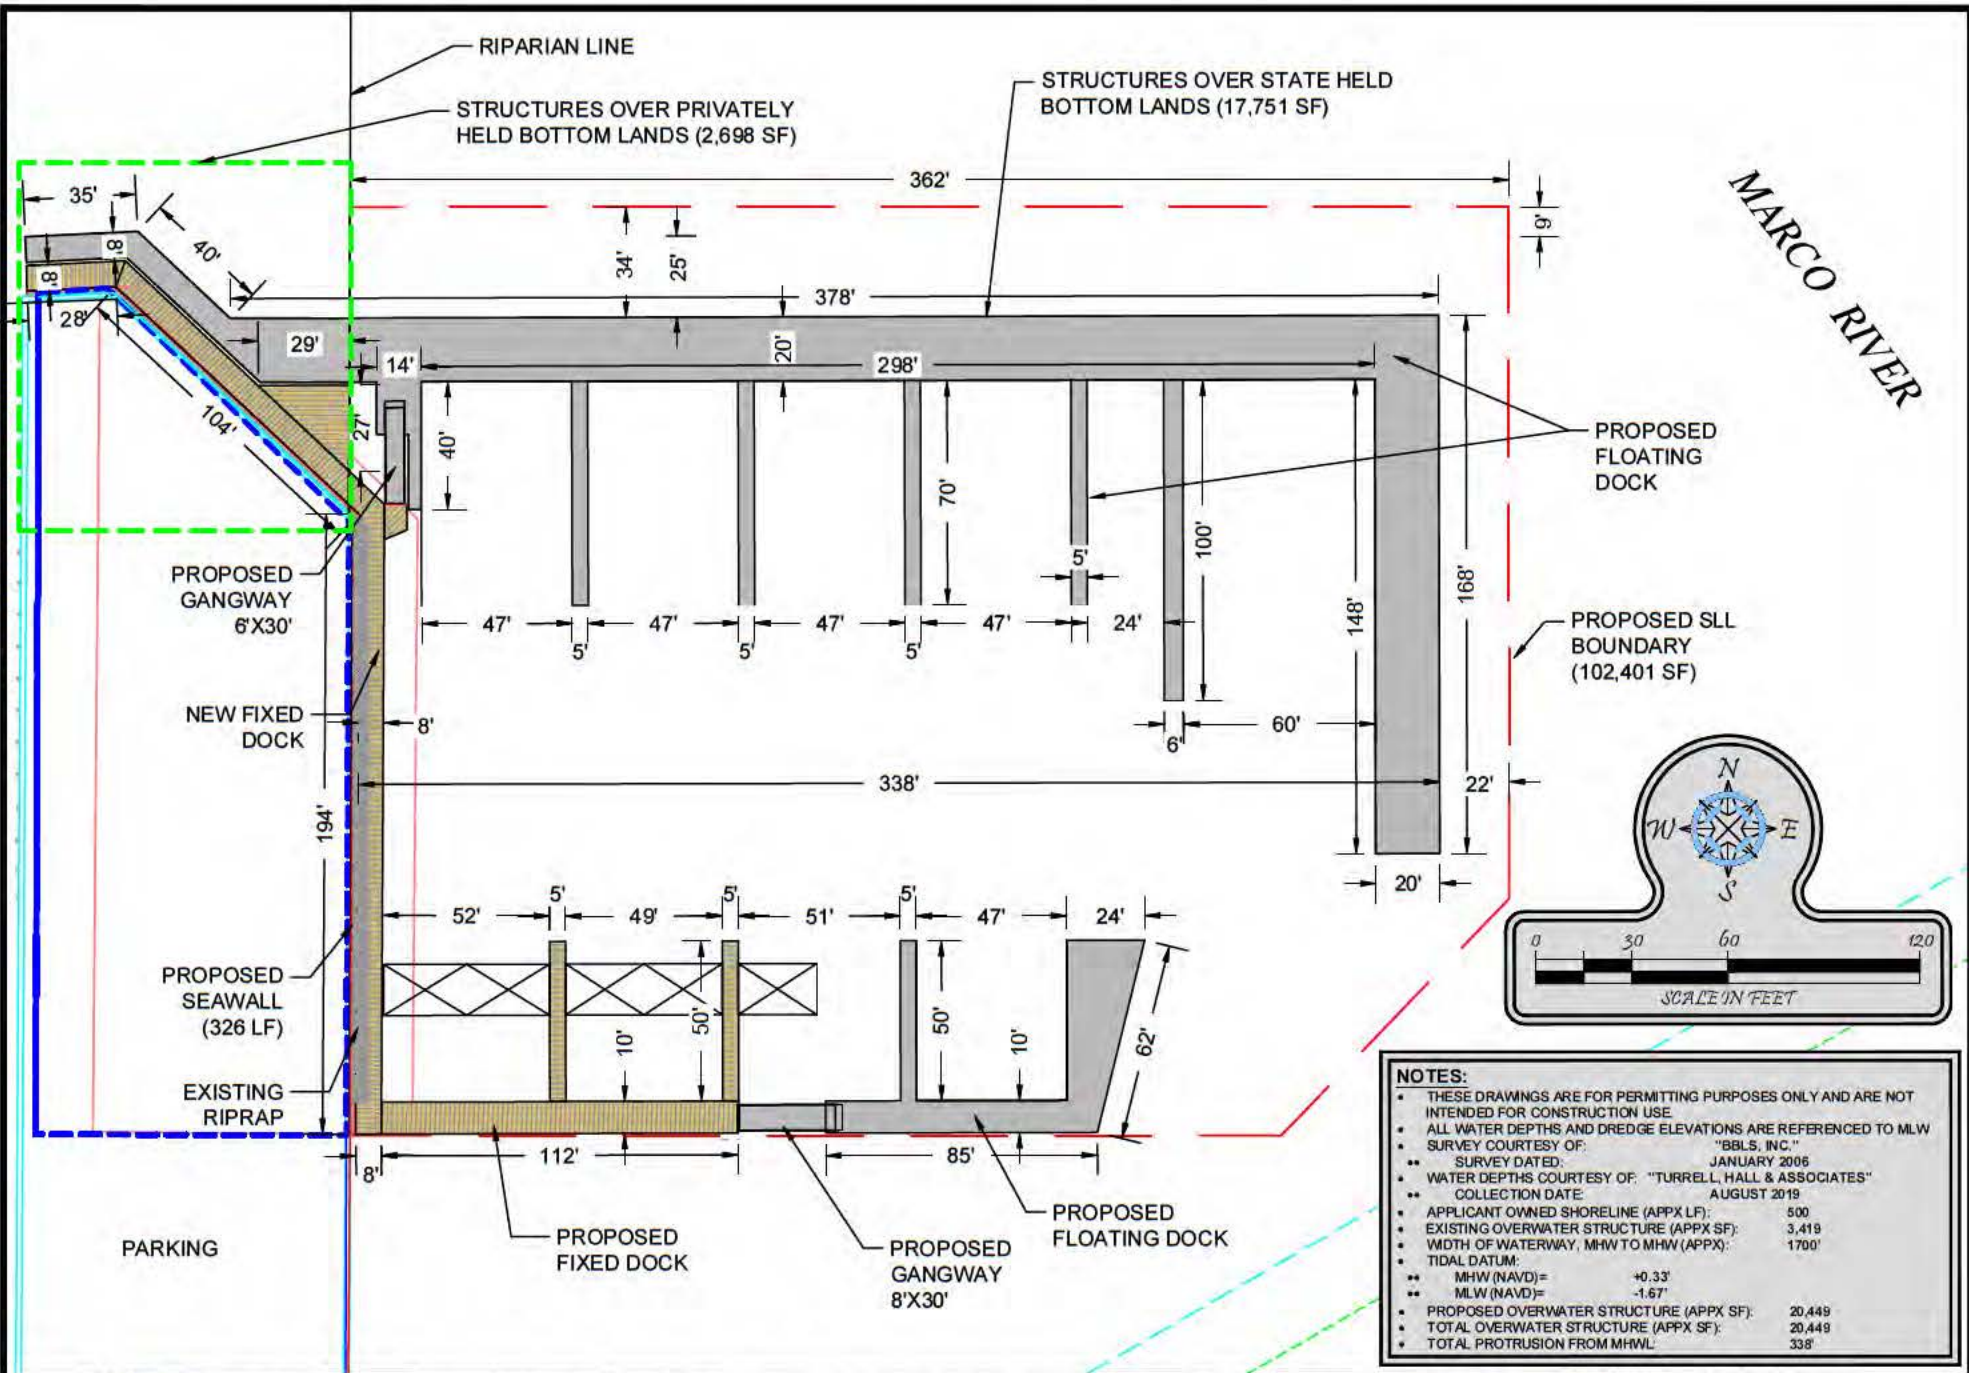 RIPARIAN LINE
STRUCTURES OVER PRIVATELY
HELD BOTTOM LANDS (2,698 SF)
STRUCTURES OVER STATE HELD
BOTTOM LANDS (17,751 SF)
MARCO RIVER
362'
9'
35'
40'
8'
8'
34'
25'
378'
28'
29'
14'
20'
298'
104'
27'
40'
70'
100'
148'
168'
PROPOSED
FLOATING
DOCK
5'
47'
47'
47'
47'
24'
5'
5'
5'
PROPOSED
GANGWAY
6'X30'
PROPOSED SLL
BOUNDARY
(102,401 SF)
NEW FIXED
DOCK
8'
6'
60'
338'
22'
194'
20'
5'
5'
5'
52'
49'
51'
47'
24'
PROPOSED
SEAWALL
(326 LF)
50'
50'
10'
10'
62'
EXISTING
RIPRAP
8'
112'
85'
PARKING
PROPOSED
FIXED DOCK
PROPOSED
GANGWAY
8'X30'
PROPOSED
FLOATING DOCK
N
W E
S
0 30 60 120
SCALE IN FEET
NOTES:
• THESE DRAWINGS ARE FOR PERMITTING PURPOSES ONLY AND ARE NOT
INTENDED FOR CONSTRUCTION USE.
• ALL WATER DEPTHS AND DREDGE ELEVATIONS ARE REFERENCED TO MLW
• SURVEY COURTESY OF: "BBLS, INC."
•• SURVEY DATED: JANUARY 2006
• WATER DEPTHS COURTESY OF: "TURRELL, HALL & ASSOCIATES"
•• COLLECTION DATE: AUGUST 2019
• APPLICANT OWNED SHORELINE (APPX LF): 500
• EXISTING OVERWATER STRUCTURE (APPX SF): 3,419
• WIDTH OF WATERWAY, MHW TO MHW (APPX): 1700'
• TIDAL DATUM:
•• MHW (NAVD)= +0.33'
•• MLW (NAVD)= -1.67'
• PROPOSED OVERWATER STRUCTURE (APPX SF): 20,449
• TOTAL OVERWATER STRUCTURE (APPX SF): 20,449
• TOTAL PROTRUSION FROM MHWL: 338'